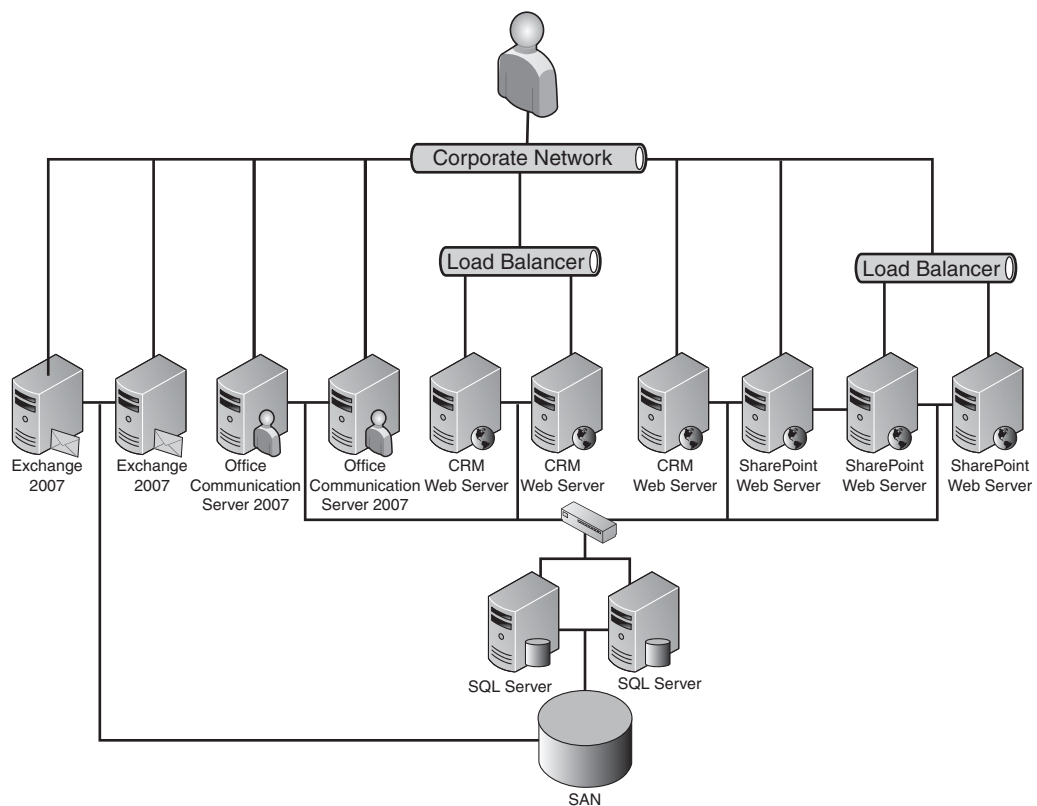 Corporate Network
Load Balancer
Load Balancer
Exchange
2007
Exchange
2007
Office
Communication
Server 2007
Office
Communication
Server 2007
CRM
Web Server
CRM
Web Server
CRM
Web Server
SharePoint
Web Server
SharePoint
Web Server
SharePoint
Web Server
SQL Server
SQL Server
SAN